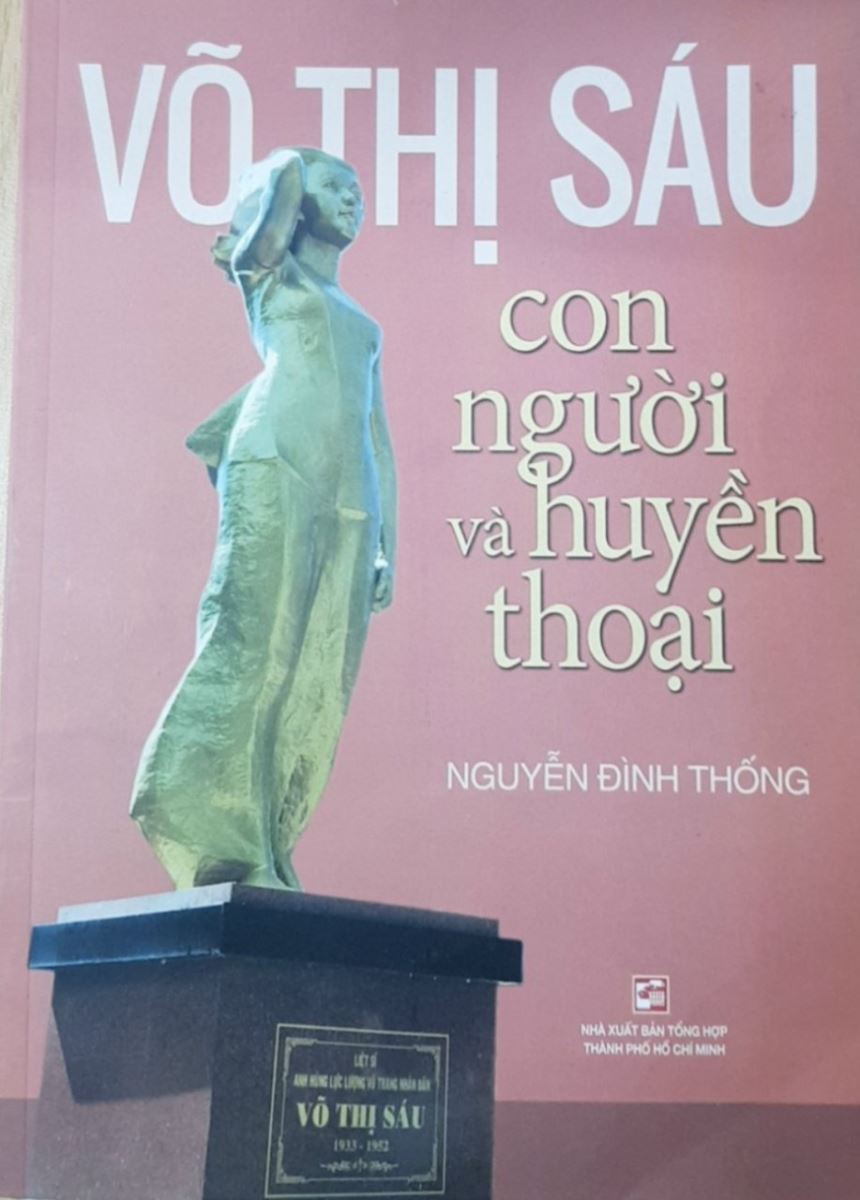 VÕ THỊ SÁU
con
người
và huyền
thoại
NGUYỄN ĐÌNH THỐNG
NHÀ XUẤT BẢN TỔNG HỢP
THÀNH PHỐ HỒ CHÍ MINH
LIỆT SĨ
ANH HÙNG LỰC LƯỢNG VŨ TRANG NHÂN DÂN
VÕ THỊ SÁU
1933 - 1952